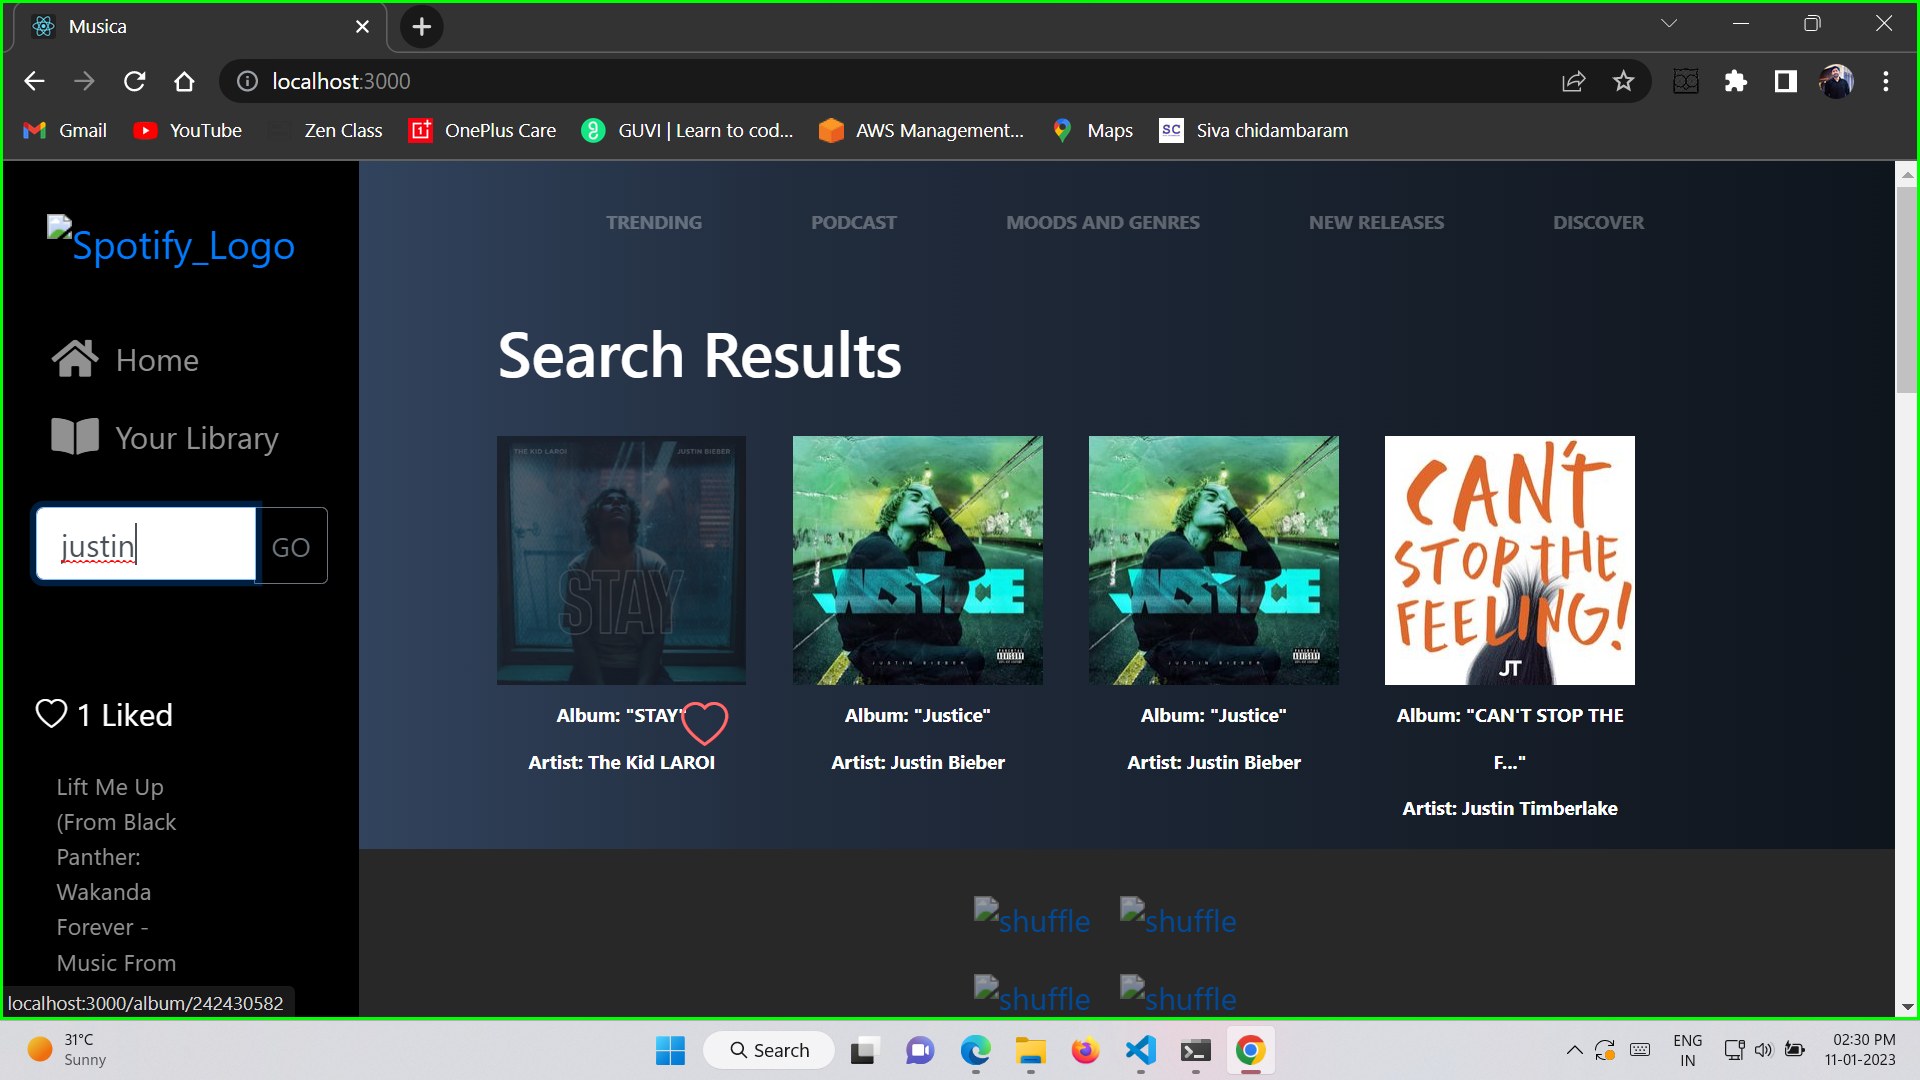 Musica
localhost:3000
Gmail
YouTube
Zen Class
OnePlus Care
GUVI | Learn to cod...
AWS Management...
Maps
SC
Siva chidambaram
Spotify_Logo
TRENDING
PODCAST
MOODS AND GENRES
NEW RELEASES
DISCOVER
Home
Your Library
justin
GO
Search Results
THE KID LAROI
JUSTIN BIEBER
STAY
JUSTICE
JUSTIN BIEBER
JUSTICE
JUSTIN BIEBER
CAN'T
STOP THE
FEELING!
JT
Album: "STAY"
Artist: The Kid LAROI
Album: "Justice"
Artist: Justin Bieber
Album: "Justice"
Artist: Justin Bieber
Album: "CAN'T STOP THE
F..."
Artist: Justin Timberlake
1 Liked
Lift Me Up
(From Black
Panther:
Wakanda
Forever -
Music From
shuffle
shuffle
shuffle
shuffle
localhost:3000/album/242430582
31°C
Sunny
Search
ENG
IN
02:30 PM
11-01-2023